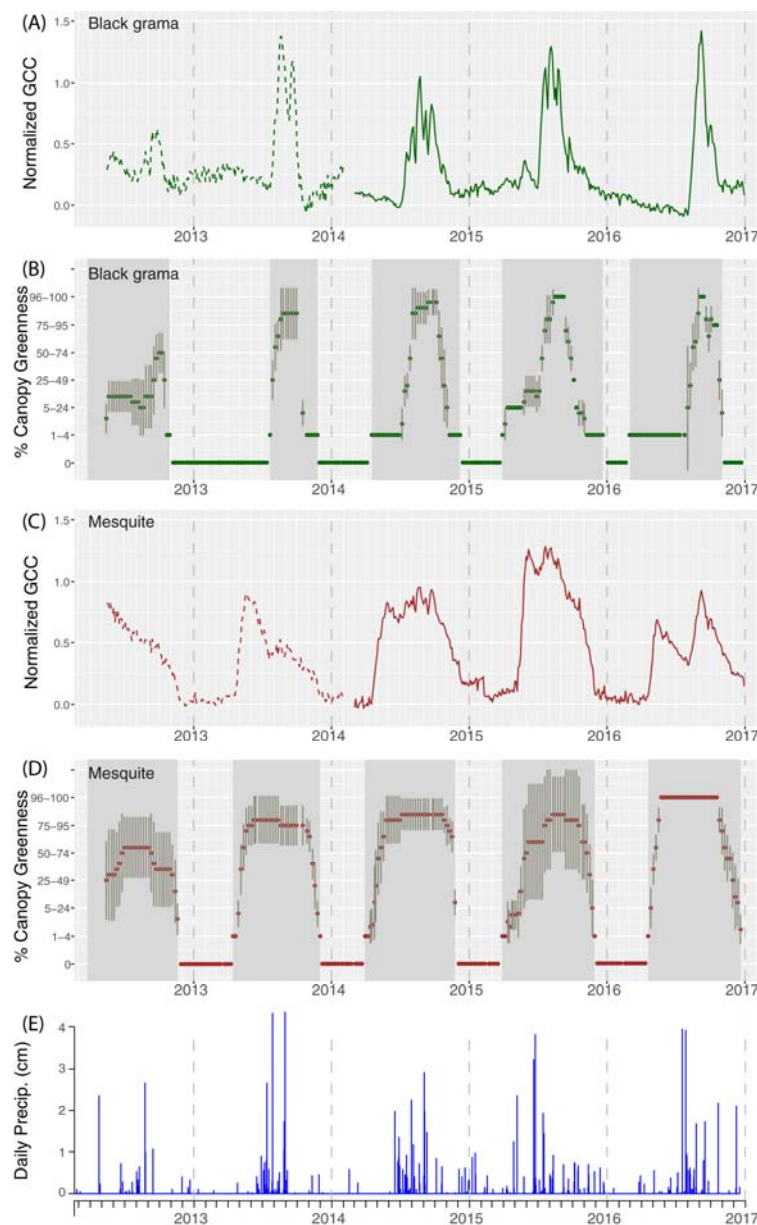 (A)
Black grama
Normalized GCC
1.5
1.0
0.5
0.0
2013 2014 2015 2016 2017
(B)
Black grama
% Canopy Greenness
96–100
75–95
50–74
25–49
5–24
1–4
0
2013 2014 2015 2016 2017
(C)
Mesquite
Normalized GCC
1.5
1.0
0.5
0.0
2013 2014 2015 2016 2017
(D)
Mesquite
% Canopy Greenness
96–100
75–95
50–74
25–49
5–24
1–4
0
2013 2014 2015 2016 2017
(E)
Daily Precip. (cm)
4
3
2
1
0
2013 2014 2015 2016 2017